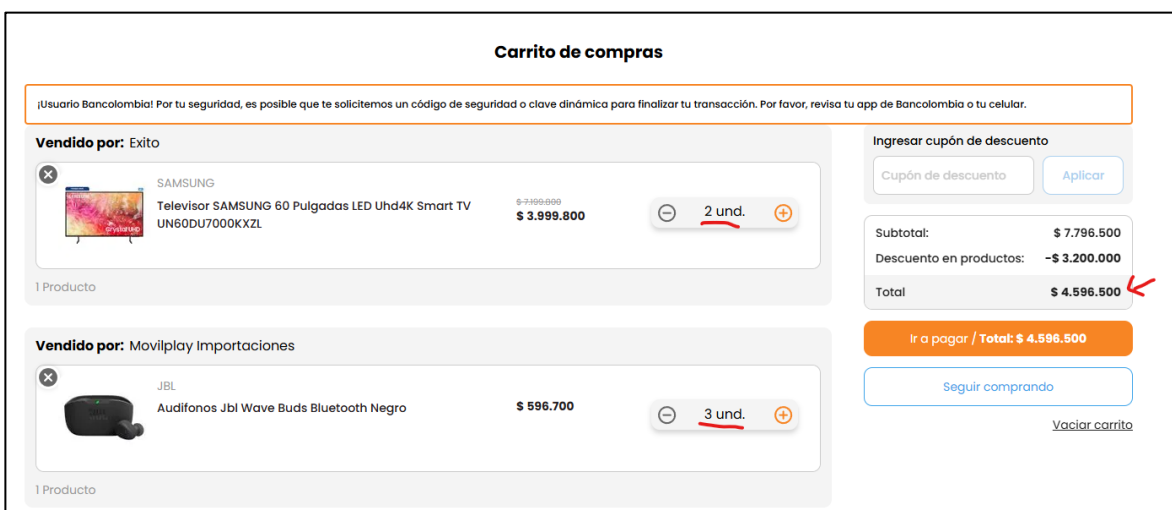 Carrito de compras
¡Usuario Bancolombia! Por tu seguridad, es posible que te solicitemos un código de seguridad o clave dinámica para finalizar tu transacción. Por favor, revisa tu app de Bancolombia o tu celular.
Vendido por: Exito
SAMSUNG
Televisor SAMSUNG 60 Pulgadas LED Uhd4K Smart TV
UN60DU7000KXZL
$ 7.199.800
$ 3.999.800
2 und.
1 Producto
Vendido por: Movilplay Importaciones
JBL
Audifonos Jbl Wave Buds Bluetooth Negro
$ 596.700
3 und.
1 Producto
Ingresar cupón de descuento
Cupón de descuento
Aplicar
Subtotal: $ 7.796.500
Descuento en productos: -$ 3.200.000
Total $ 4.596.500
Ir a pagar / Total: $ 4.596.500
Seguir comprando
Vaciar carrito